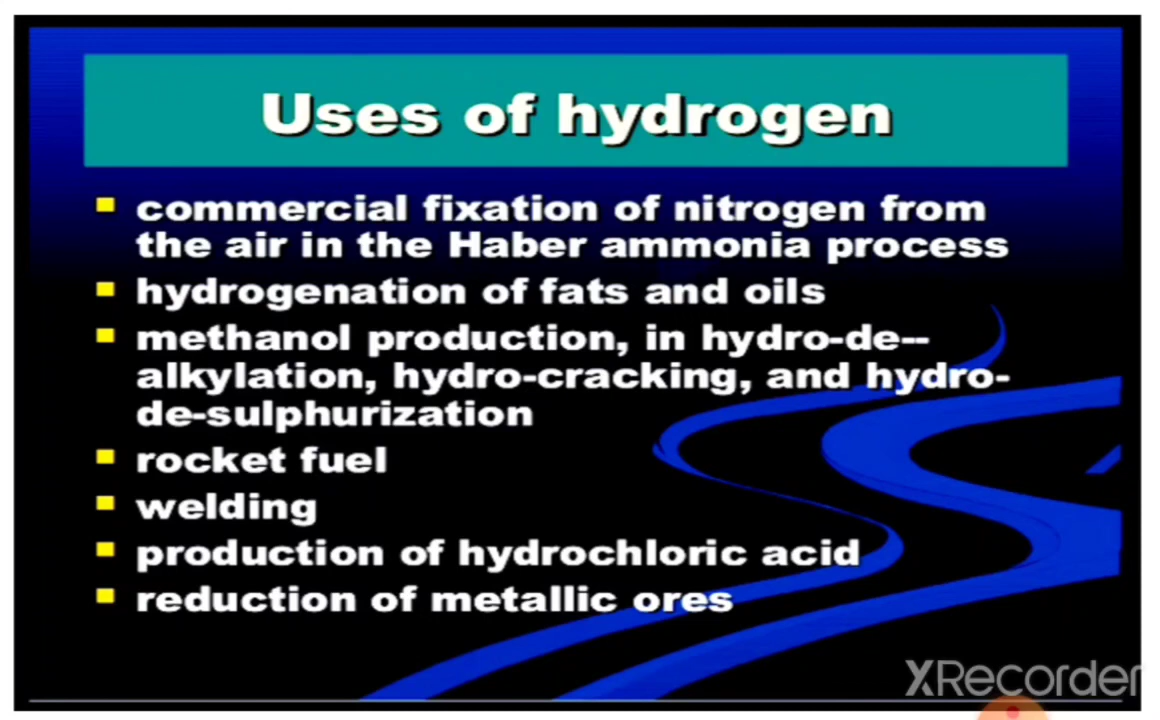 Uses of hydrogen
commercial fixation of nitrogen from
the air in the Haber ammonia process
hydrogenation of fats and oils
methanol production, in hydro-de--
alkylation, hydro-cracking, and hydro-
de-sulphurization
rocket fuel
welding
production of hydrochloric acid
reduction of metallic ores
XRecorder